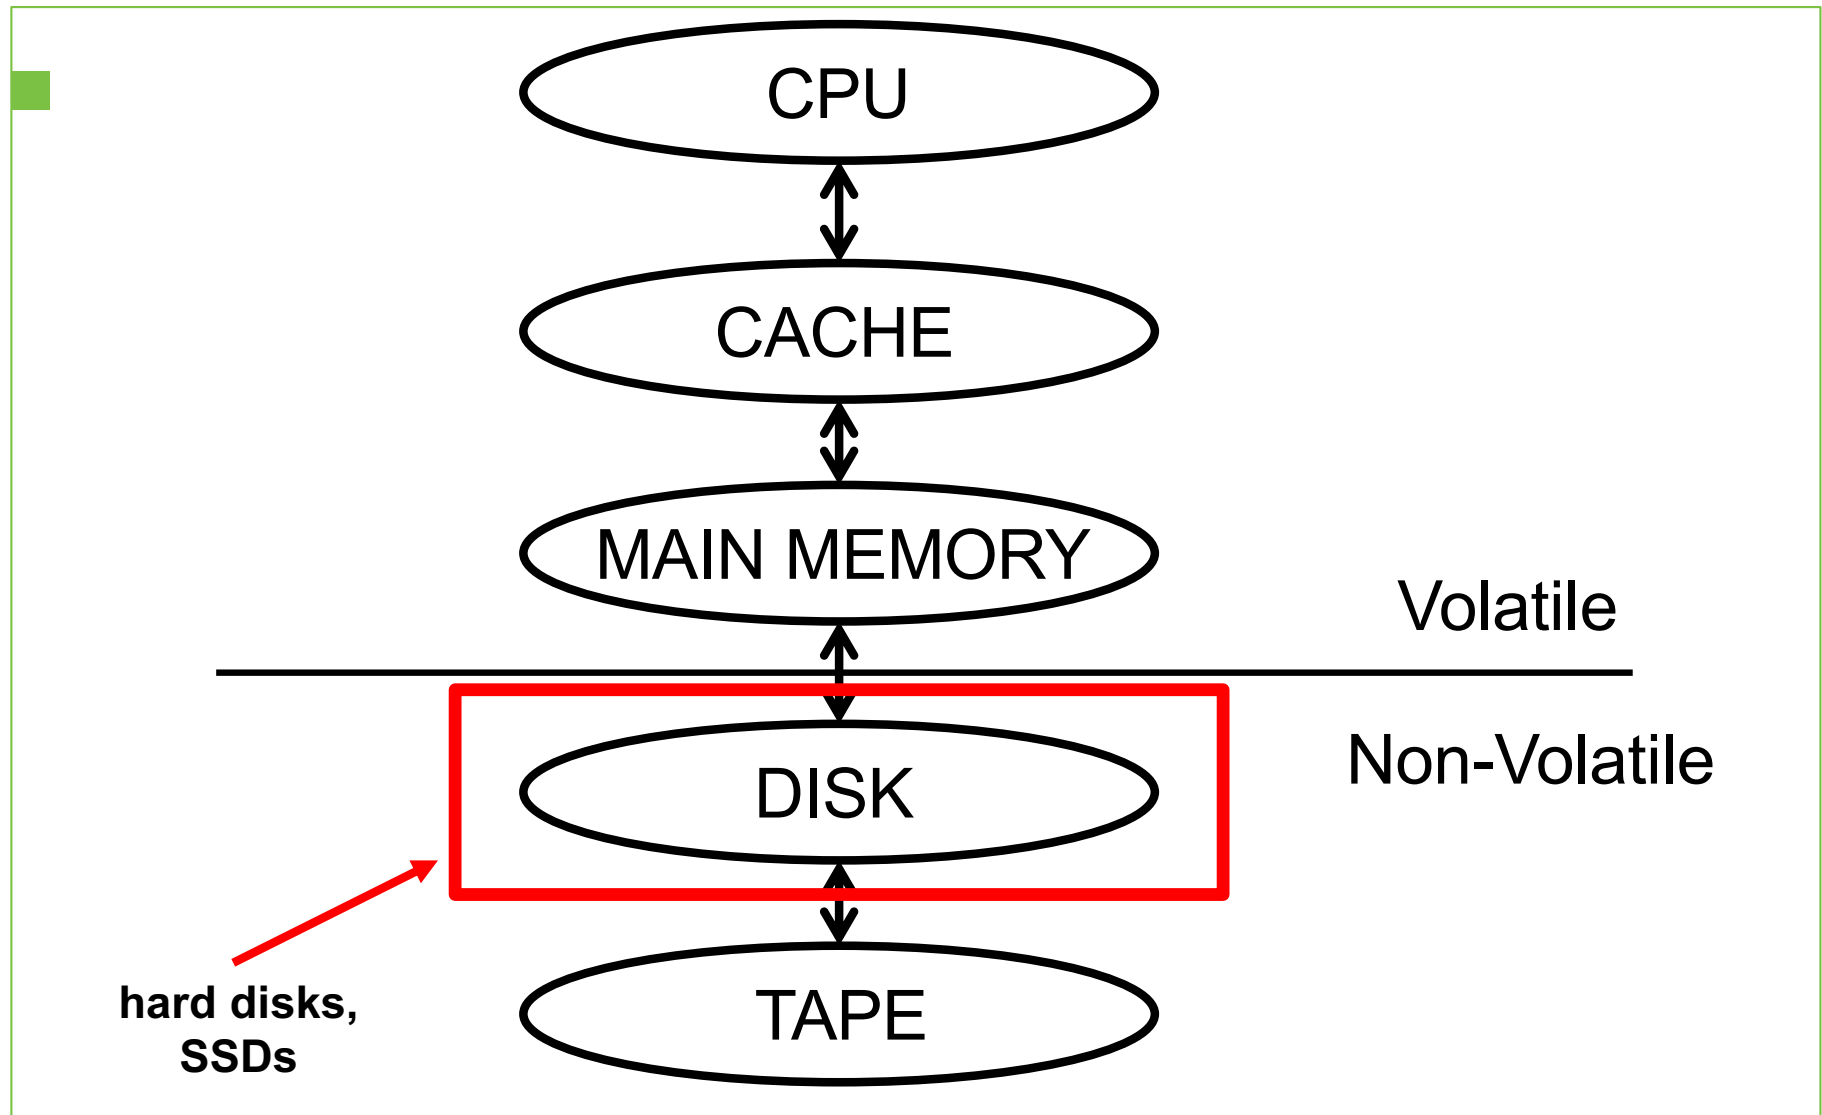 CPU
CACHE
MAIN MEMORY
Volatile
Non-Volatile
DISK
hard disks,
SSDs
TAPE